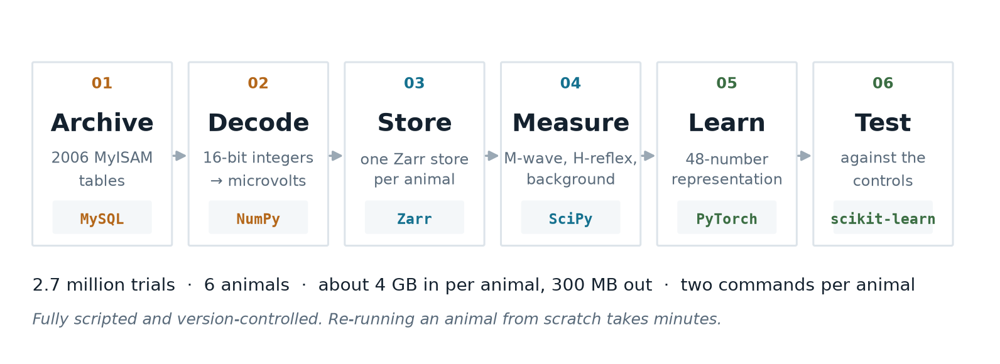 01
Archive
2006 MyISAM
tables
MySQL
02
Decode
16-bit integers
→ microvolts
NumPy
03
Store
one Zarr store
per animal
Zarr
04
Measure
M-wave, H-reflex,
background
SciPy
05
Learn
48-number
representation
PyTorch
06
Test
against the
controls
scikit-learn
2.7 million trials · 6 animals · about 4 GB in per animal, 300 MB out · two commands per animal
Fully scripted and version-controlled. Re-running an animal from scratch takes minutes.